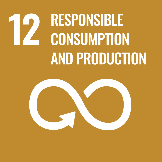 12 RESPONSIBLE
CONSUMPTION
AND PRODUCTION